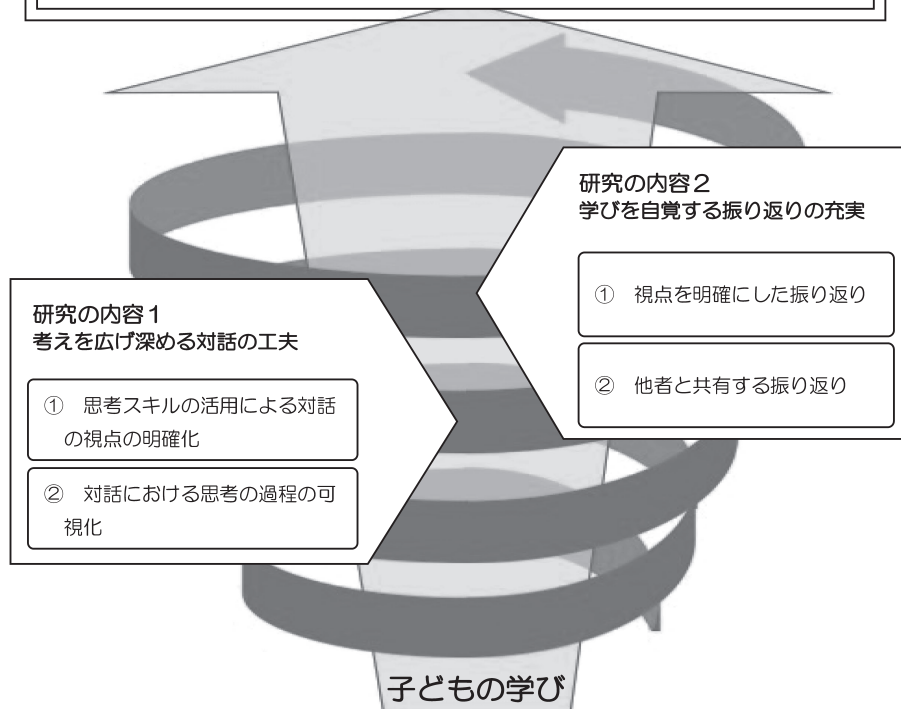 研究の内容2
学びを自覚する振り返りの充実
① 視点を明確にした振り返り
② 他者と共有する振り返り
研究の内容1
考えを広げ深める対話の工夫
① 思考スキルの活用による対話
の視点の明確化
② 対話における思考の過程の可
視化
子どもの学び